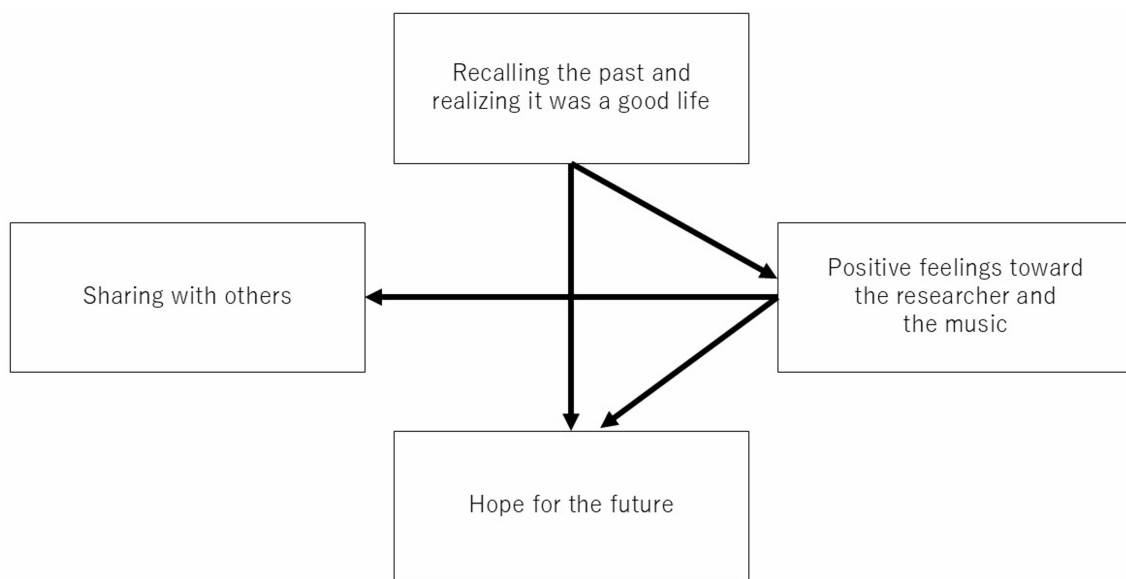 Recalling the past and
realizing it was a good life
Sharing with others
Positive feelings toward
the researcher and
the music
Hope for the future